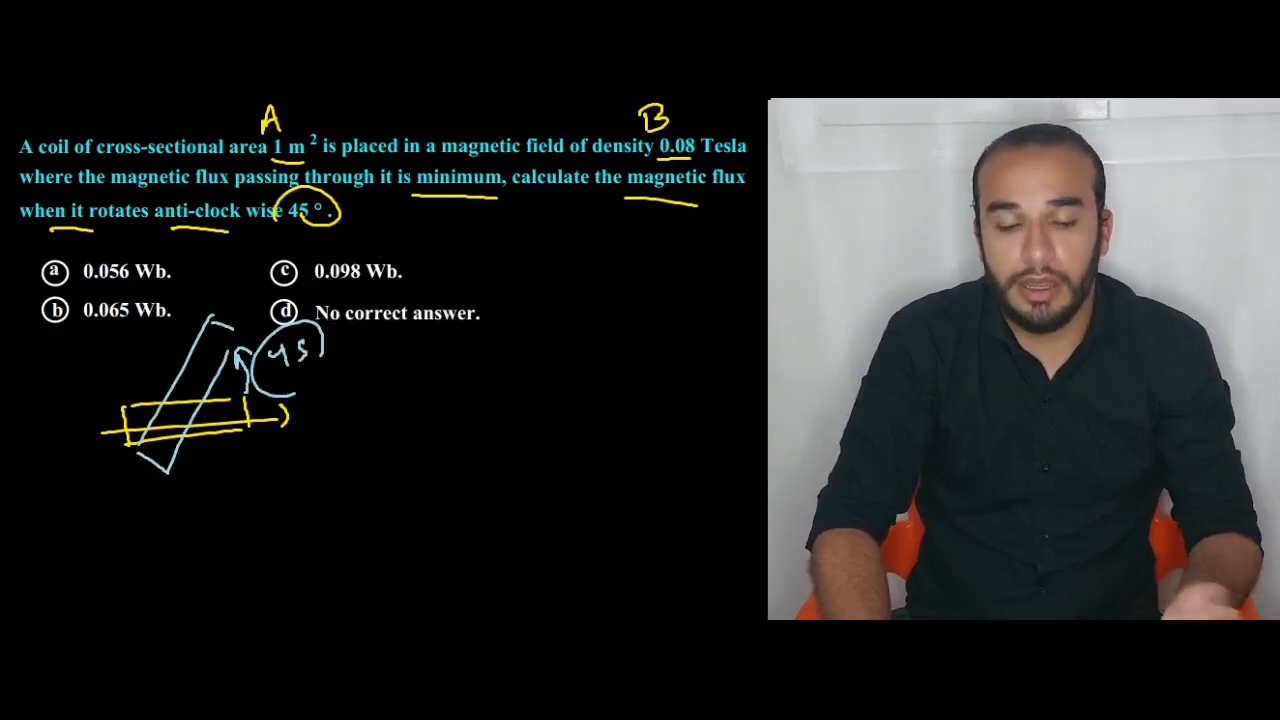 A
B
A coil of cross-sectional area 1 m ² is placed in a magnetic field of density 0.08 Tesla
where the magnetic flux passing through it is minimum, calculate the magnetic flux
when it rotates anti-clock wise 45 ° .
a 0.056 Wb. c 0.098 Wb.
b 0.065 Wb. d No correct answer.
45